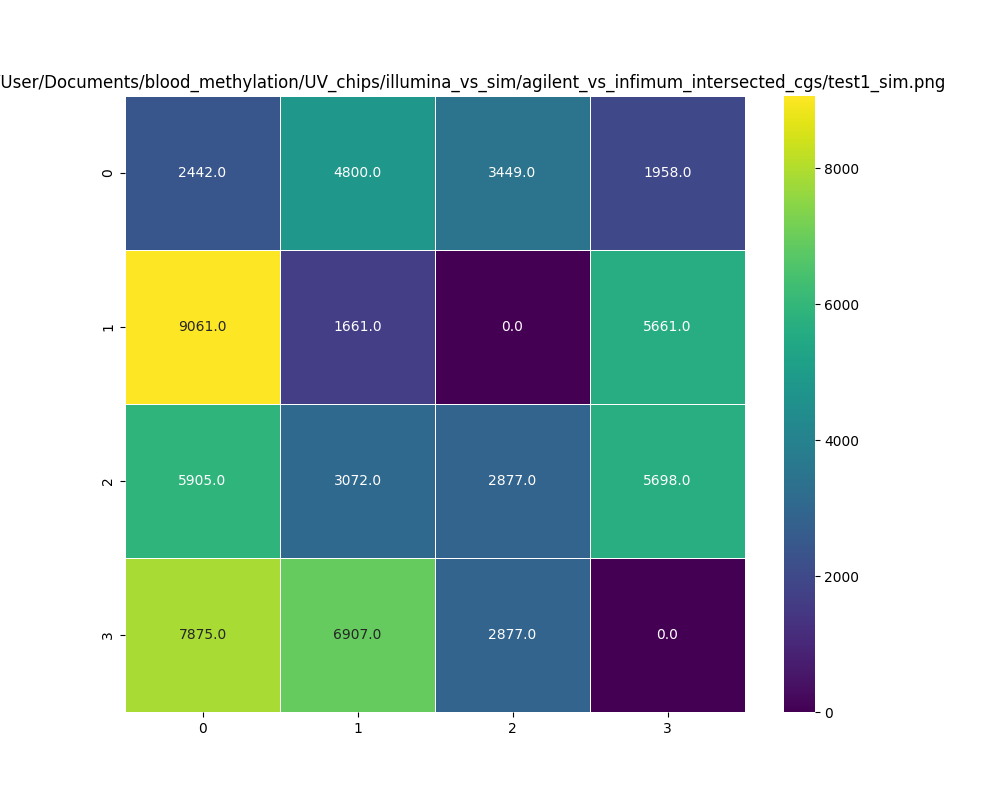 User/Documents/blood_methylation/UV_chips/illumina_vs_sim/agilent_vs_infimum_intersected_cgs/test1_sim.png
0 2442.0 4800.0 3449.0 1958.0
1 9061.0 1661.0 0.0 5661.0
2 5905.0 3072.0 2877.0 5698.0
3 7875.0 6907.0 2877.0 0.0
0 1 2 3
8000
6000
4000
2000
0